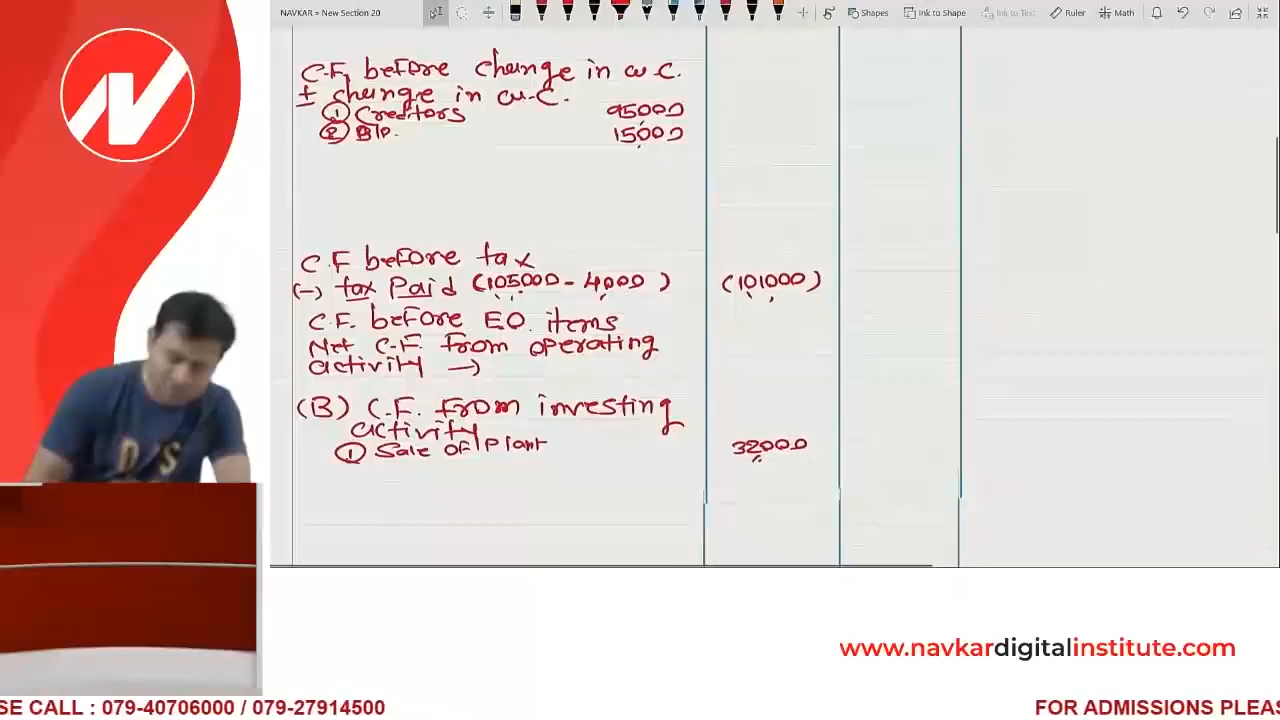 NAVKAR » New Section 20
Shapes Ink to Shape Ink to Text Ruler Math
C.F. before change in w.C.
± change in w.C.
① Creditors 95000
② B/P. 15000
C.F before tax
(-) tax Paid (105000 - 4000) (101000)
C.F. before E.O. items
Net C.F. from operating
activity →
(B) C.F. from investing
activity
① Sale of Plant 32000
www.navkardigitalinstitute.com
SE CALL : 079-40706000 / 079-27914500 FOR ADMISSIONS PLEAS